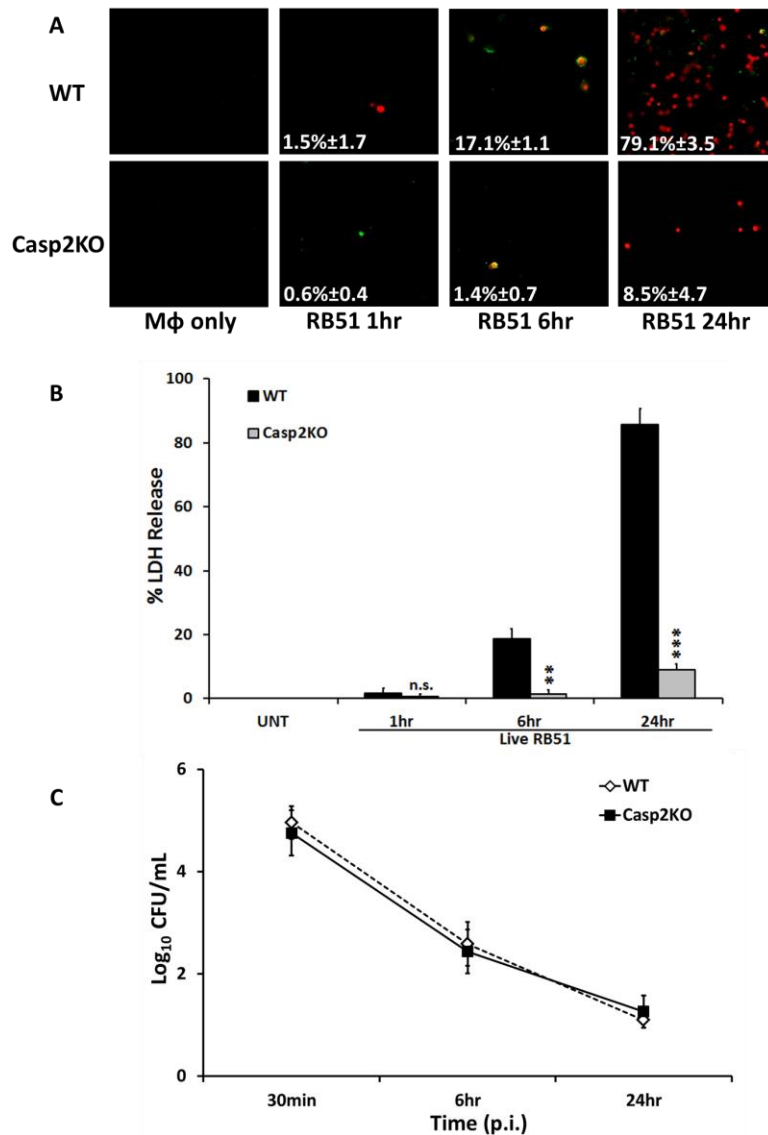 A
WT
1.5%±1.7
17.1%±1.1
79.1%±3.5
Casp2KO
0.6%±0.4
1.4%±0.7
8.5%±4.7
Mϕ only
RB51 1hr
RB51 6hr
RB51 24hr
B
100
80
60
40
20
0
% LDH Release
WT
Casp2KO
n.s.
**
***
UNT
1hr
6hr
24hr
Live RB51
C
6
4
2
0
Log10 CFU/mL
WT
Casp2KO
30min
6hr
24hr
Time (p.i.)